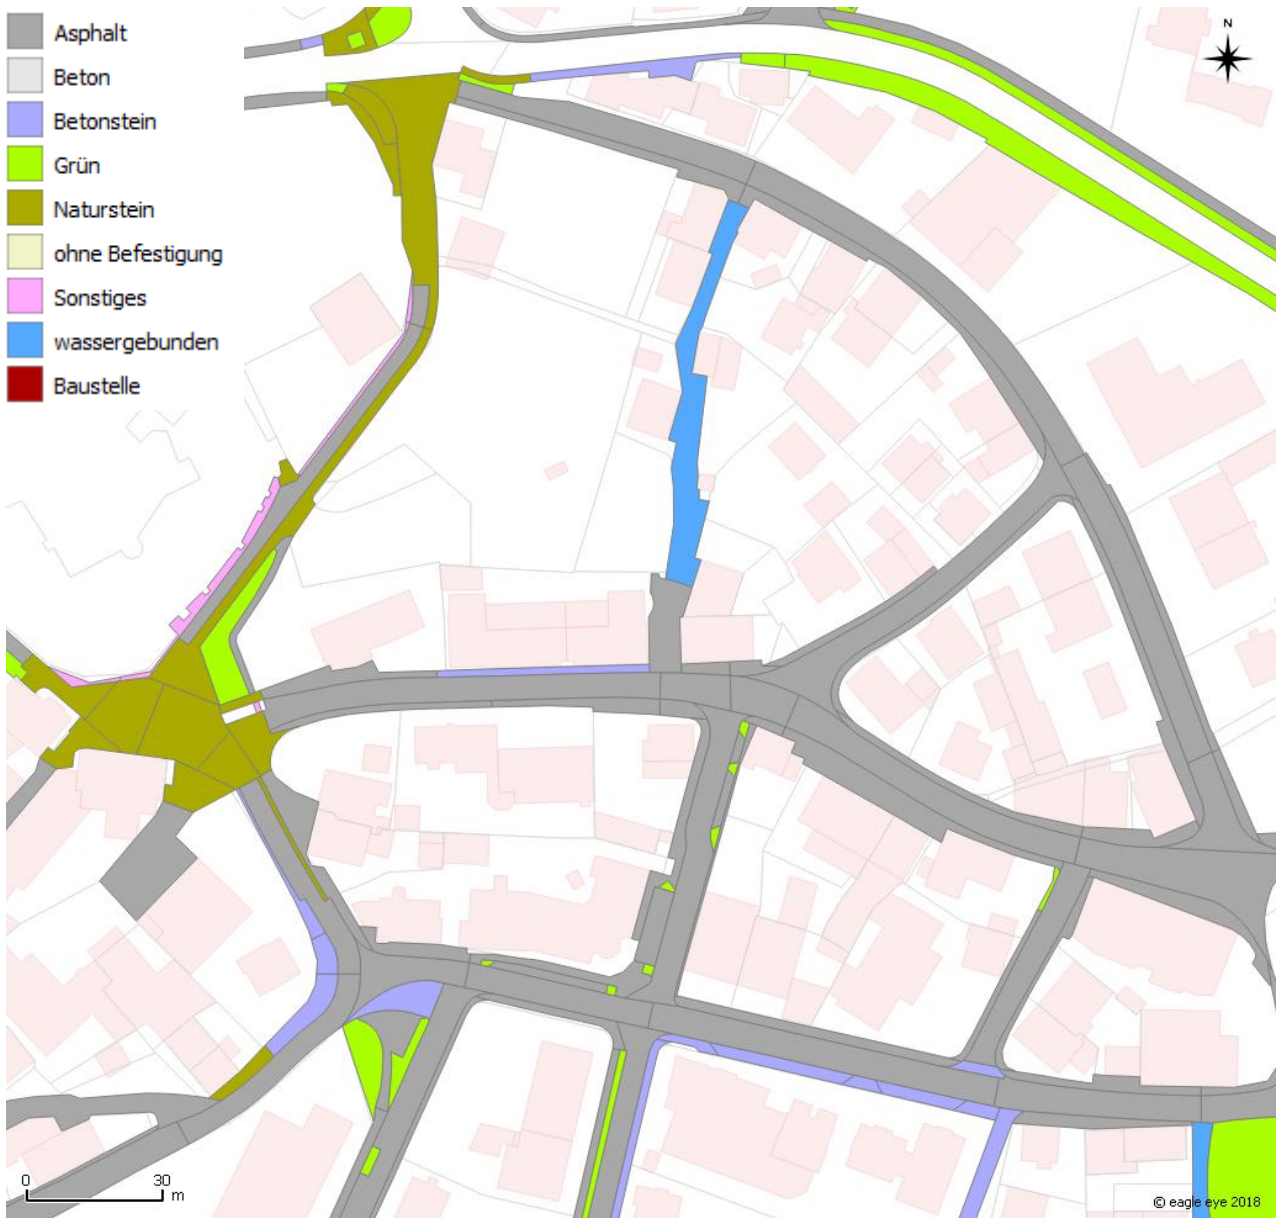 Asphalt
Beton
Betonstein
Grün
Naturstein
ohne Befestigung
Sonstiges
wassergebunden
Baustelle
N
0 30
m
© eagle eye 2018